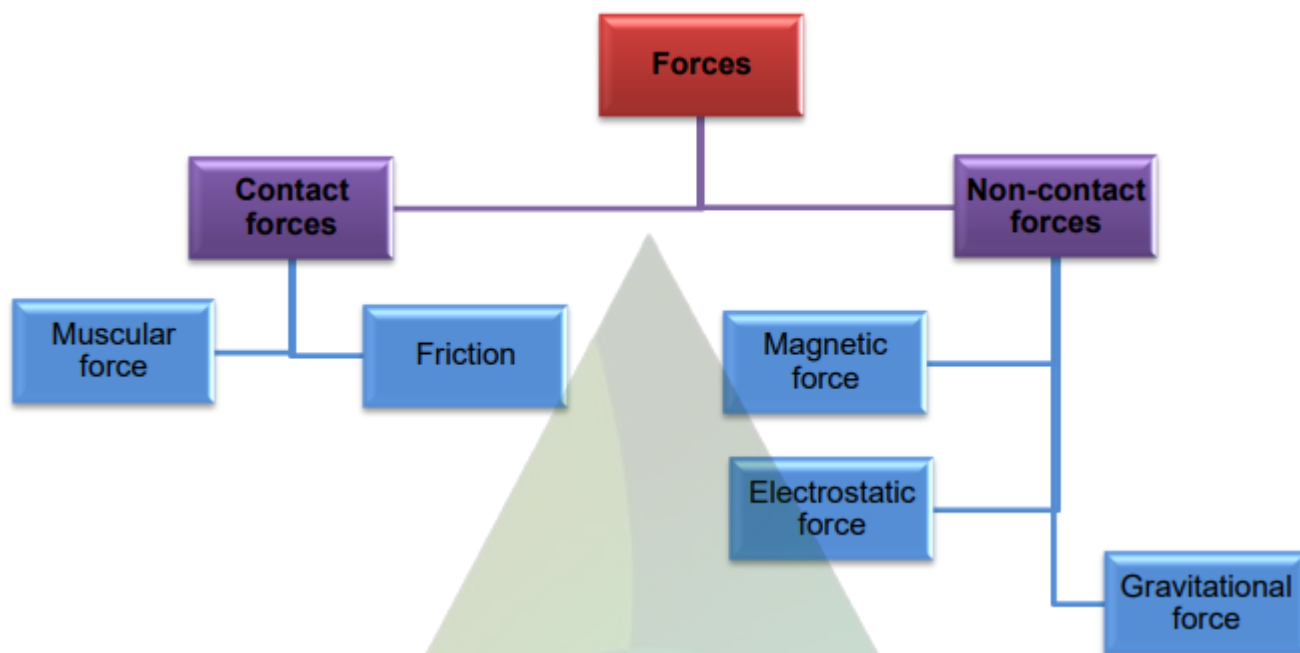 Forces
Contact
forces
Non-contact
forces
Muscular
force
Friction
Magnetic
force
Electrostatic
force
Gravitational
force